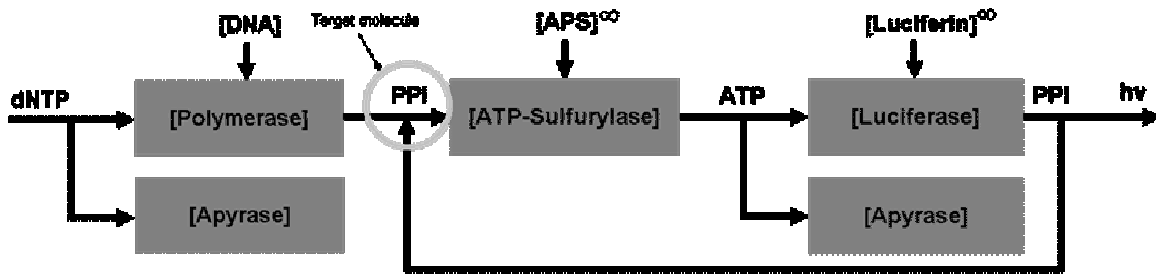 [DNA]
Target molecule
[APS]∞
[Luciferin]∞
dNTP
PPi
ATP
PPi
hν
[Polymerase]
[ATP-Sulfurylase]
[Luciferase]
[Apyrase]
[Apyrase]